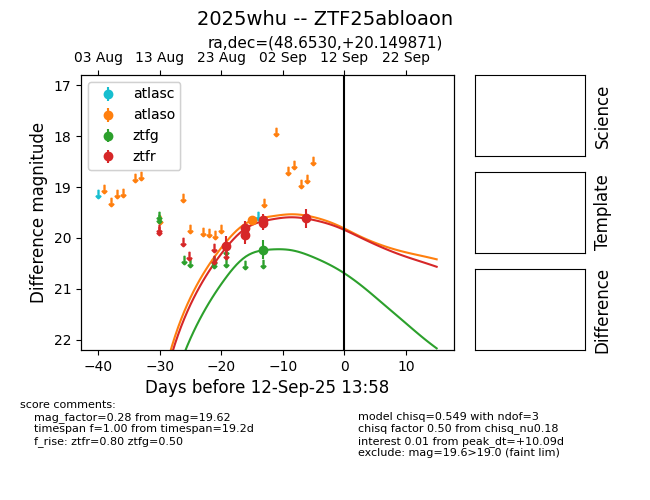 2025whu -- ZTF25abloaon
ra,dec=(48.6530,+20.149871)
03 Aug 13 Aug 23 Aug 02 Sep 12 Sep 22 Sep
17
18
19
20
21
22
Difference magnitude
atlasc
atlaso
ztfg
ztfr
−40 −30 −20 −10 0 10
Days before 12-Sep-25 13:58
Science
Template
Difference
score comments:
mag_factor=0.28 from mag=19.62
timespan f=1.00 from timespan=19.2d
f_rise: ztfr=0.80 ztfg=0.50
model chisq=0.549 with ndof=3
chisq factor 0.50 from chisq_nu0.18
interest 0.01 from peak_dt=+10.09d
exclude: mag=19.6>19.0 (faint lim)